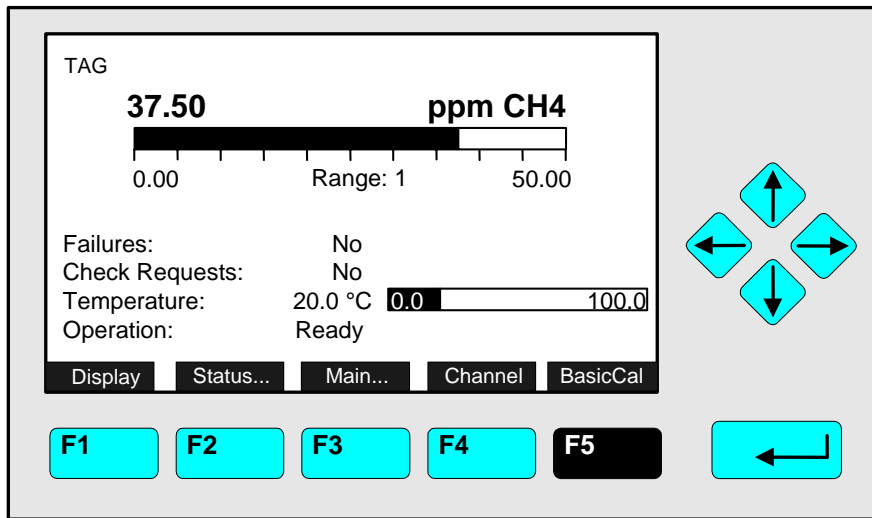 TAG
37.50 ppm CH4
0.00 Range: 1 50.00
Failures: No
Check Requests: No
Temperature: 20.0 °C 0.0 100.0
Operation: Ready
Display Status... Main... Channel BasicCal
F1 F2 F3 F4 F5